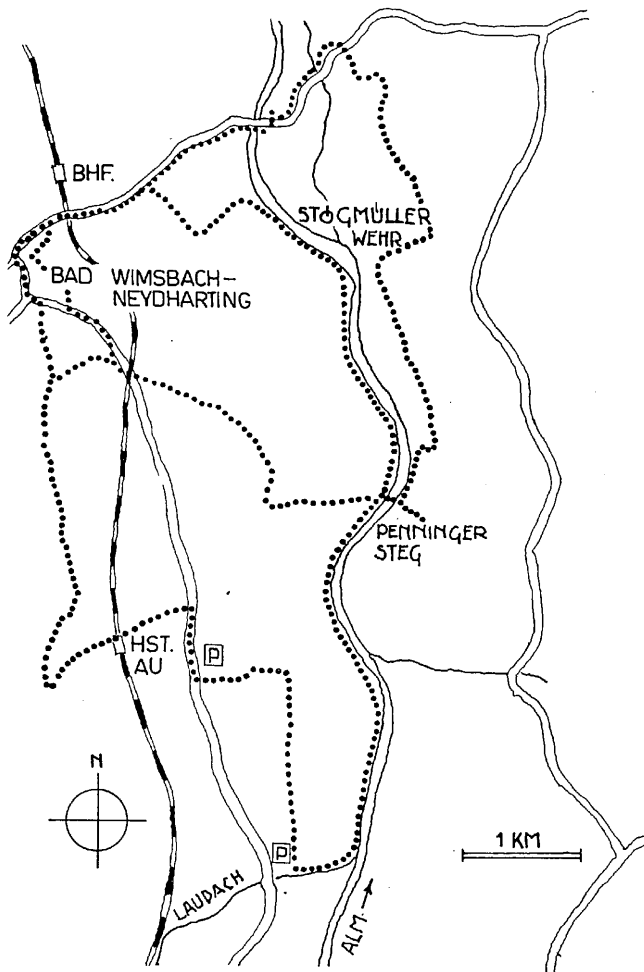 BHF.
STÖGMÜLLER
WEHR
BAD WIMSBACH-
NEYDHARTING
PENNINGER
STEG
HST.
AU
P
N
P
1 KM
LAUDACH
ALM